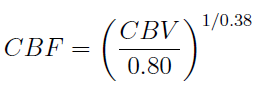 CBF = (CBV / 0.80)^{1/0.38}